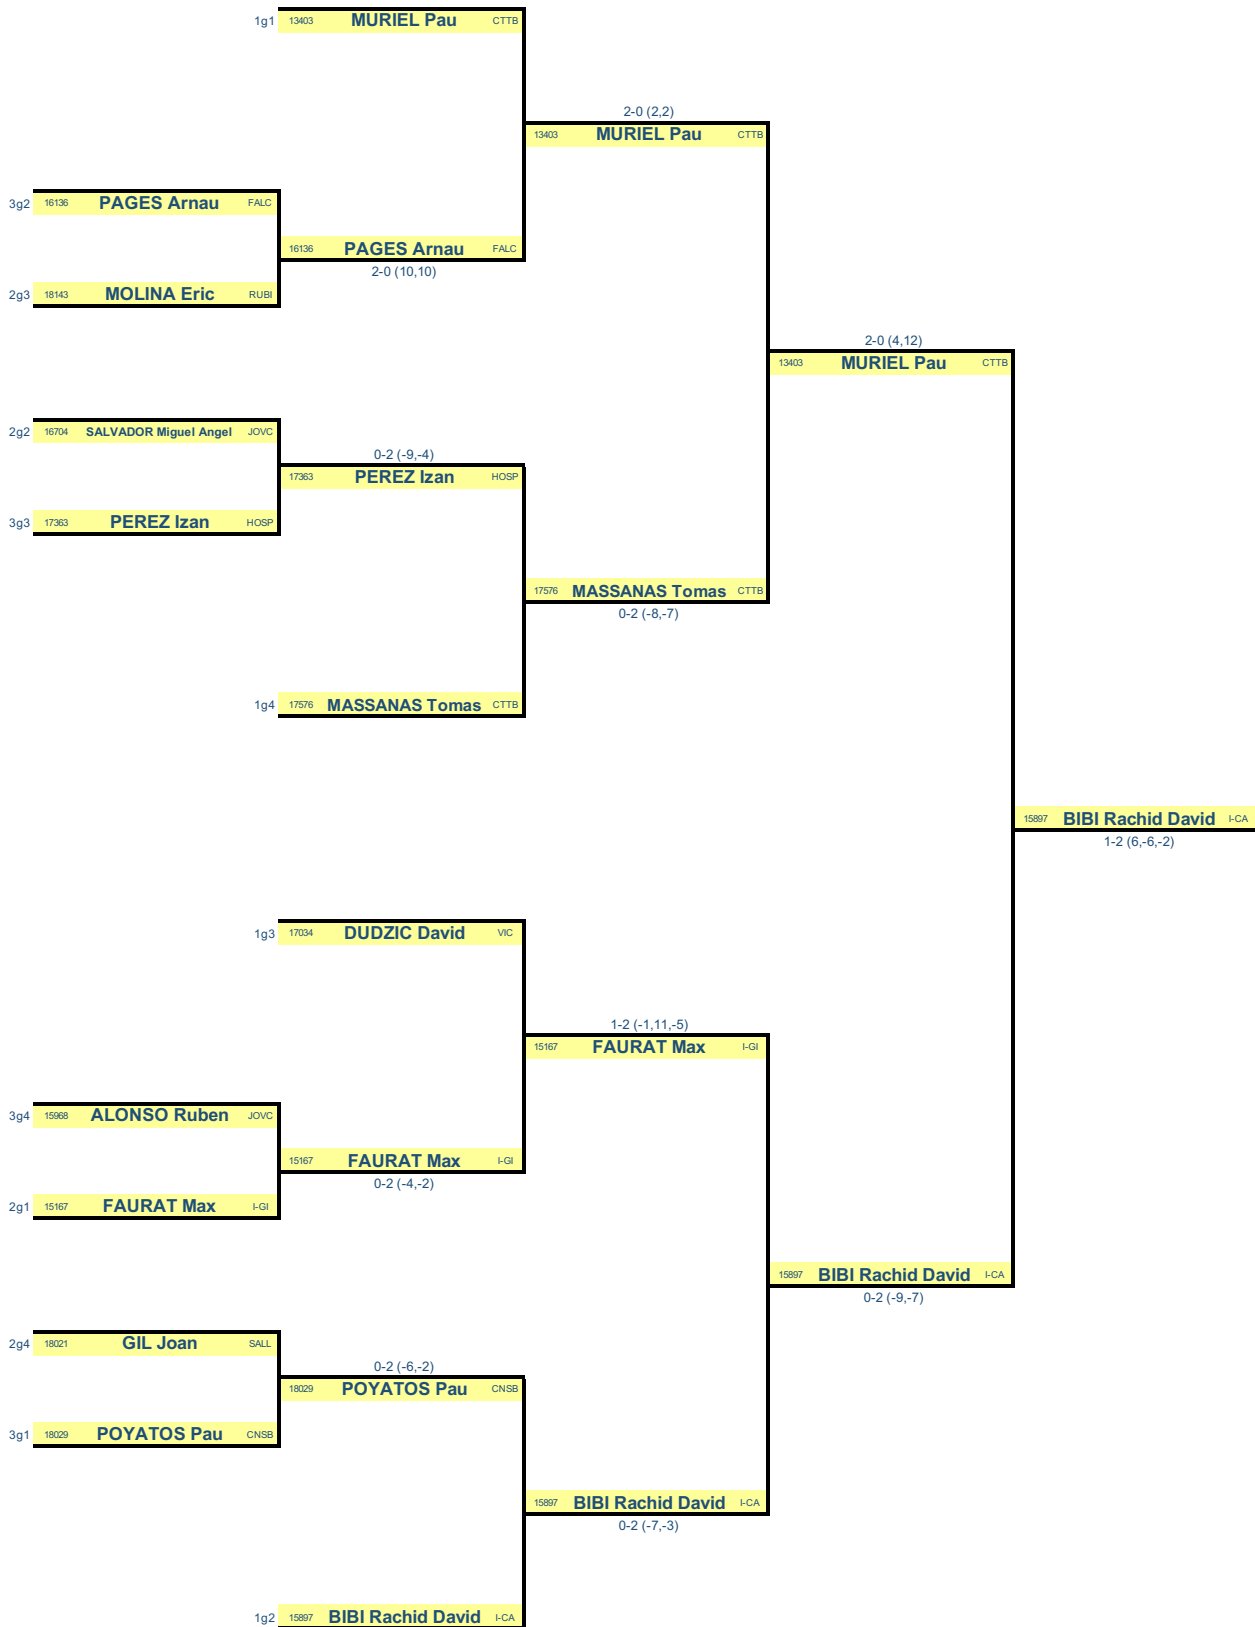 1g1 13403 MURIEL Pau CTTB
2-0 (2,2)
13403 MURIEL Pau CTTB
3g2 16136 PAGES Arnau FALC
16136 PAGES Arnau FALC
2-0 (10,10)
2g3 18143 MOLINA Eric RUBI
2-0 (4,12)
13403 MURIEL Pau CTTB
2g2 16704 SALVADOR Miguel Angel JOVC
0-2 (-9,-4)
17363 PEREZ Izan HOSP
3g3 17363 PEREZ Izan HOSP
17576 MASSANAS Tomas CTTB
0-2 (-8,-7)
1g4 17576 MASSANAS Tomas CTTB
15897 BIBI Rachid David I-CA
1-2 (6,-6,-2)
1g3 17034 DUDZIC David VIC
1-2 (-1,11,-5)
15167 FAURAT Max I-GI
3g4 15968 ALONSO Ruben JOVC
15167 FAURAT Max I-GI
0-2 (-4,-2)
2g1 15167 FAURAT Max I-GI
15897 BIBI Rachid David I-CA
0-2 (-9,-7)
2g4 18021 GIL Joan SALL
0-2 (-6,-2)
18029 POYATOS Pau CNSB
3g1 18029 POYATOS Pau CNSB
15897 BIBI Rachid David I-CA
0-2 (-7,-3)
1g2 15897 BIBI Rachid David I-CA